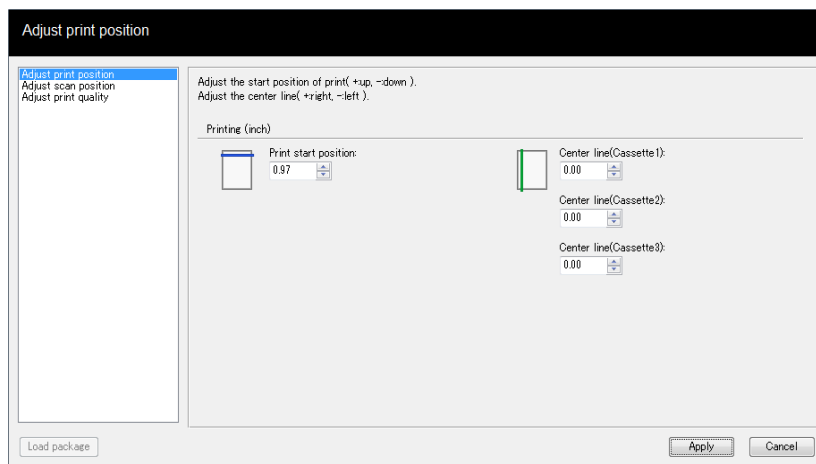 Adjust print position
Adjust print position
Adjust scan position
Adjust print quality
Adjust the start position of print( +:up, -:down ).
Adjust the center line( +:right, -:left ).
Printing (inch)
Print start position:
0.97
Center line(Cassette1):
0.00
Center line(Cassette2):
0.00
Center line(Cassette3):
0.00
Load package
Apply
Cancel